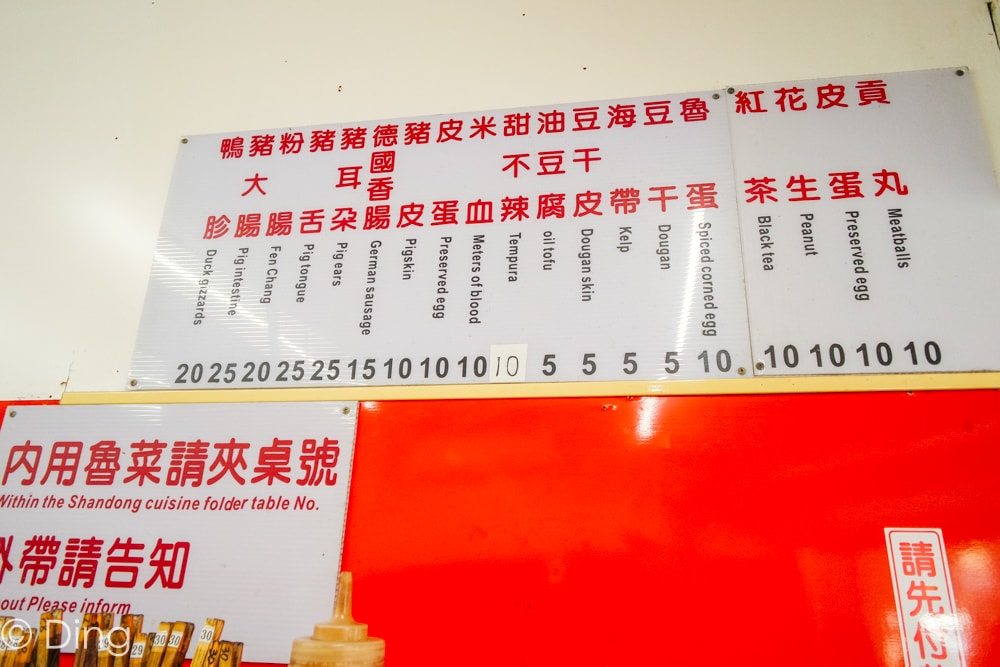 貢丸 Meatballs 10
皮蛋 Preserved egg 10
花生 Peanut 10
紅茶 Black tea 10
魯蛋 Spiced corned egg 10
豆干 Dougan 5
海帶 Kelp 5
豆干皮 Dougan skin 5
油豆腐 oil tofu 5
甜不辣 Tempura 10
米血 Meters of blood 10
皮蛋 Preserved egg 10
豬皮 Pigskin 10
德國香腸 German sausage 15
豬耳朵 Pig ears 25
豬舌 Pig tongue 25
粉腸 Fen Chang 20
豬大腸 Pig intestine 25
鴨胗 Duck gizzards 20
內用魯菜請夾桌號
Within the Shandong cuisine folder table No.
外帶請告知
out Please inform
請先付
29 30 30 30
© Ding